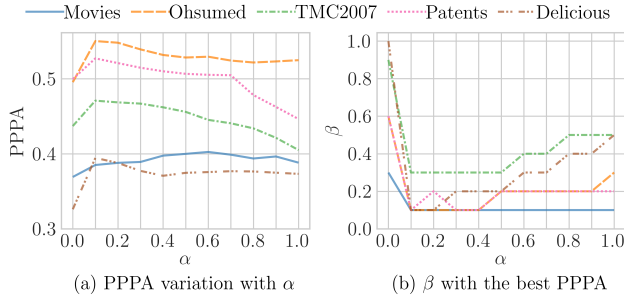 Movies Ohsumed TMC2007 Patents Delicious
PPPA
0.5
0.4
0.3
0.0 0.2 0.4 0.6 0.8 1.0
α
(a) PPPA variation with α
β
1.0
0.8
0.6
0.4
0.2
0.0
0.0 0.2 0.4 0.6 0.8 1.0
α
(b) β with the best PPPA